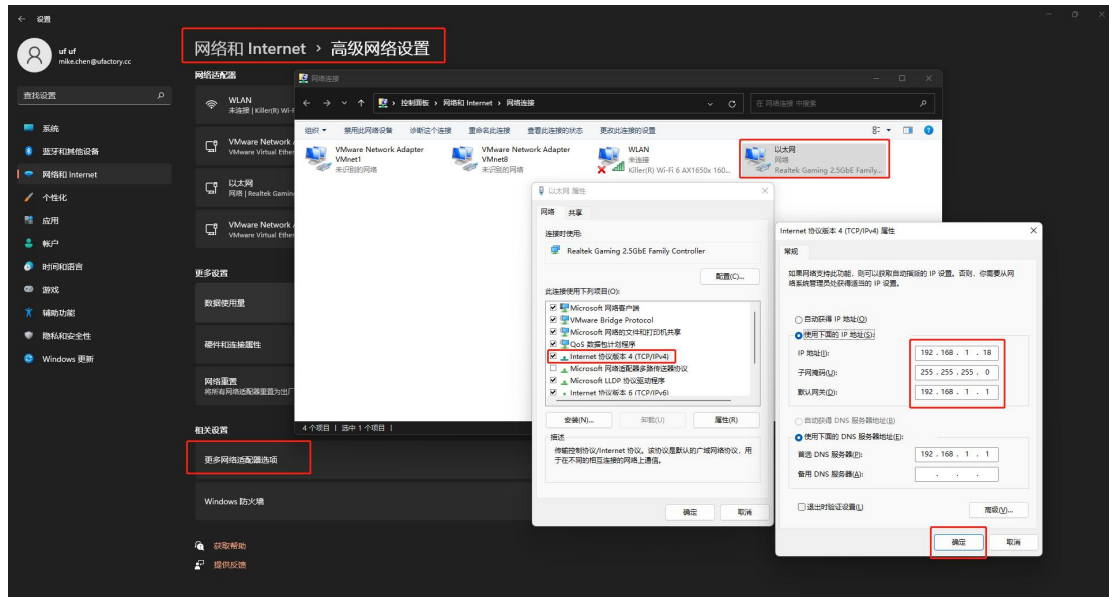 ← 设置
uf uf
mike.chen@ufactory.cc
查找设置
系统
蓝牙和其他设备
网络和 Internet
个性化
应用
帐户
时间和语言
游戏
辅助功能
隐私和安全性
Windows 更新
网络和 Internet › 高级网络设置
网络适配器
WLAN
未连接 | Killer(R) Wi-F
VMware Network
VMware Virtual Ether
以太网
网络 | Realtek Gaming
VMware Network
VMware Virtual Ether
更多设置
数据使用量
硬件和连接属性
网络重置
将所有网络适配器重置为出厂
相关设置
更多网络适配器选项
Windows 防火墙
获取帮助
提供反馈
网络连接
控制面板 › 网络和 Internet › 网络连接
在 网络连接 中搜索
组织 禁用此网络设备 诊断这个连接 重命名此连接 查看此连接的状态 更改此连接的设置
VMware Network Adapter
VMnet1
未识别的网络
VMware Network Adapter
VMnet8
未识别的网络
WLAN
未连接
Killer(R) Wi-Fi 6 AX1650x 160...
以太网
网络
Realtek Gaming 2.5GbE Family...
4 个项目 | 选中 1 个项目 |
以太网 属性
网络 共享
连接时使用:
Realtek Gaming 2.5GbE Family Controller
配置(C)...
此连接使用下列项目(O):
Microsoft 网络客户端
VMware Bridge Protocol
Microsoft 网络的文件和打印机共享
QoS 数据包计划程序
Internet 协议版本 4 (TCP/IPv4)
Microsoft 网络适配器多路传送器协议
Microsoft LLDP 协议驱动程序
Internet 协议版本 6 (TCP/IPv6)
安装(N)... 卸载(U) 属性(R)
描述
传输控制协议/Internet 协议。该协议是默认的广域网络协议，用
于在不同的相互连接的网络上通信。
确定 取消
Internet 协议版本 4 (TCP/IPv4) 属性
常规
如果网络支持此功能，则可以获取自动指派的 IP 设置。否则，你需要从网
络系统管理员处获得适当的 IP 设置。
自动获得 IP 地址(O)
使用下面的 IP 地址(S):
IP 地址(I): 192 . 168 . 1 . 18
子网掩码(U): 255 . 255 . 255 . 0
默认网关(D): 192 . 168 . 1 . 1
自动获得 DNS 服务器地址(B)
使用下面的 DNS 服务器地址(E):
首选 DNS 服务器(P): 192 . 168 . 1 . 1
备用 DNS 服务器(A): . . .
退出时验证设置(L)
高级(V)...
确定 取消